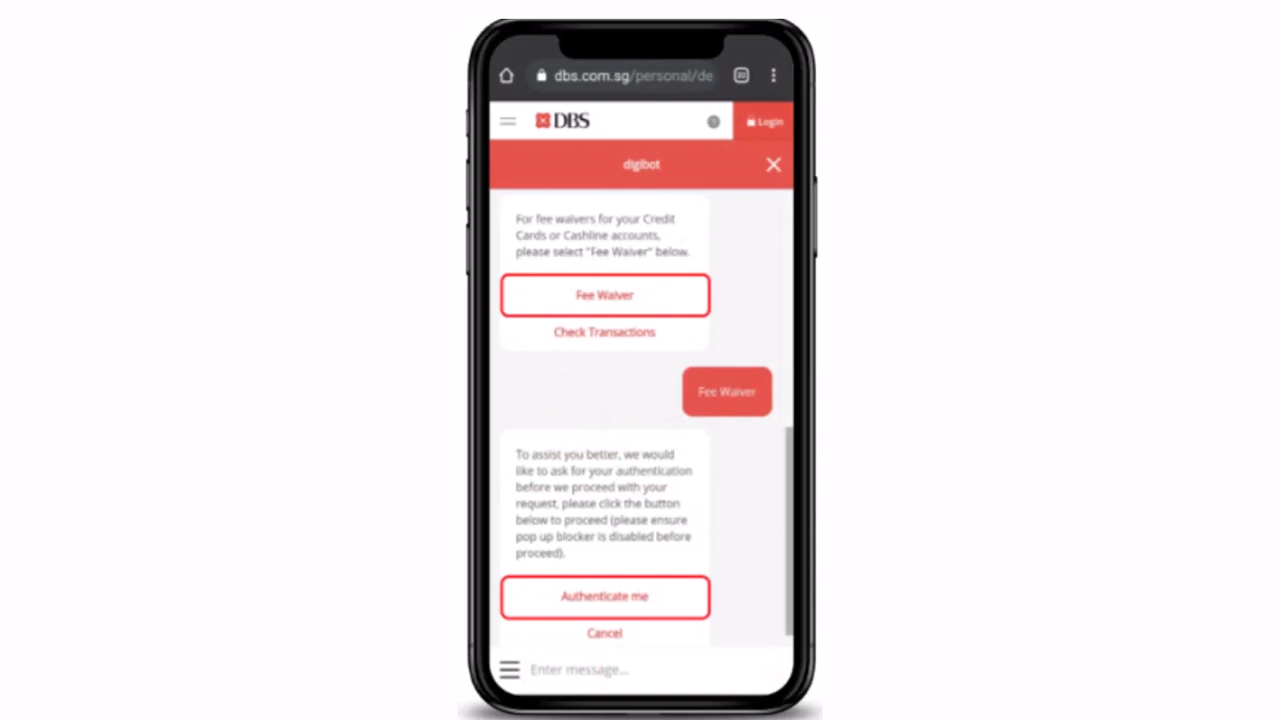 dbs.com.sg/personal/de
DBS
Login
digibot
For fee waivers for your Credit
Cards or Cashline accounts,
please select "Fee Waiver" below.
Fee Waiver
Check Transactions
Fee Waiver
To assist you better, we would
like to ask for your authentication
before we proceed with your
request, please click the button
below to proceed (please ensure
pop up blocker is disabled before
proceed).
Authenticate me
Cancel
Enter message...